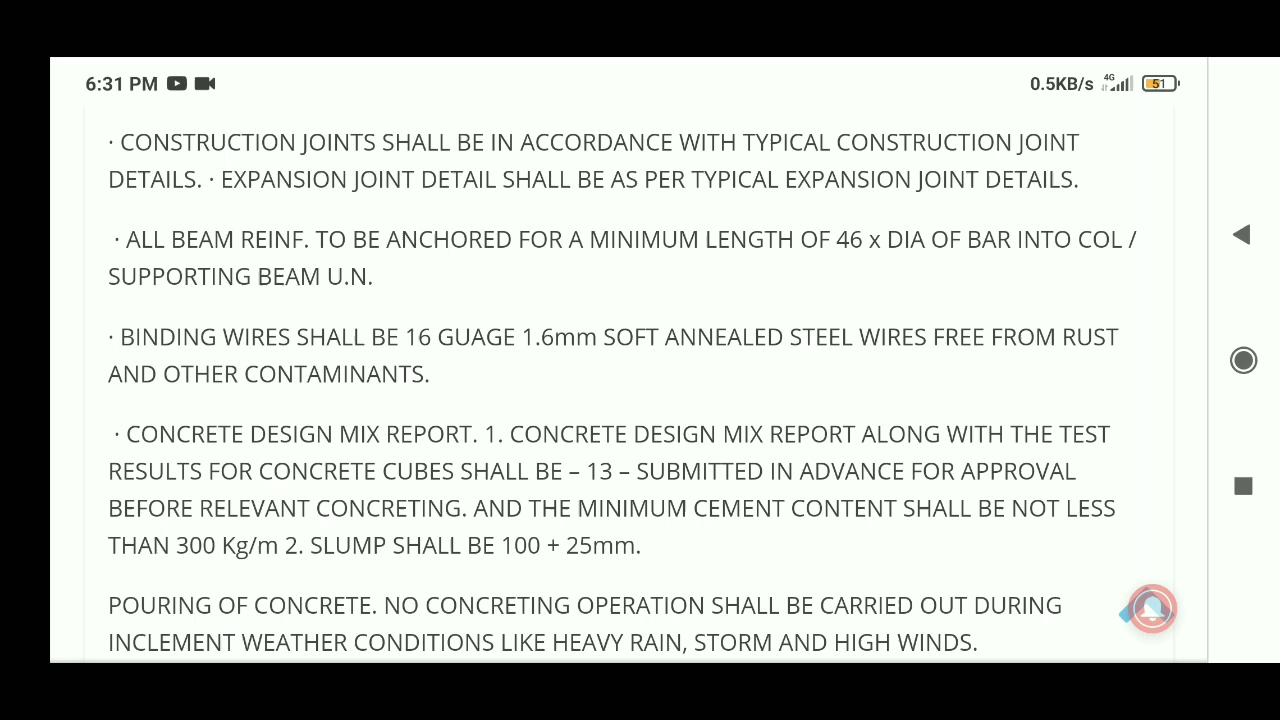 6:31 PM
0.5KB/s 4G 51
· CONSTRUCTION JOINTS SHALL BE IN ACCORDANCE WITH TYPICAL CONSTRUCTION JOINT
DETAILS. · EXPANSION JOINT DETAIL SHALL BE AS PER TYPICAL EXPANSION JOINT DETAILS.
· ALL BEAM REINF. TO BE ANCHORED FOR A MINIMUM LENGTH OF 46 x DIA OF BAR INTO COL /
SUPPORTING BEAM U.N.
· BINDING WIRES SHALL BE 16 GUAGE 1.6mm SOFT ANNEALED STEEL WIRES FREE FROM RUST
AND OTHER CONTAMINANTS.
· CONCRETE DESIGN MIX REPORT. 1. CONCRETE DESIGN MIX REPORT ALONG WITH THE TEST
RESULTS FOR CONCRETE CUBES SHALL BE – 13 – SUBMITTED IN ADVANCE FOR APPROVAL
BEFORE RELEVANT CONCRETING. AND THE MINIMUM CEMENT CONTENT SHALL BE NOT LESS
THAN 300 Kg/m 2. SLUMP SHALL BE 100 + 25mm.
POURING OF CONCRETE. NO CONCRETING OPERATION SHALL BE CARRIED OUT DURING
INCLEMENT WEATHER CONDITIONS LIKE HEAVY RAIN, STORM AND HIGH WINDS.